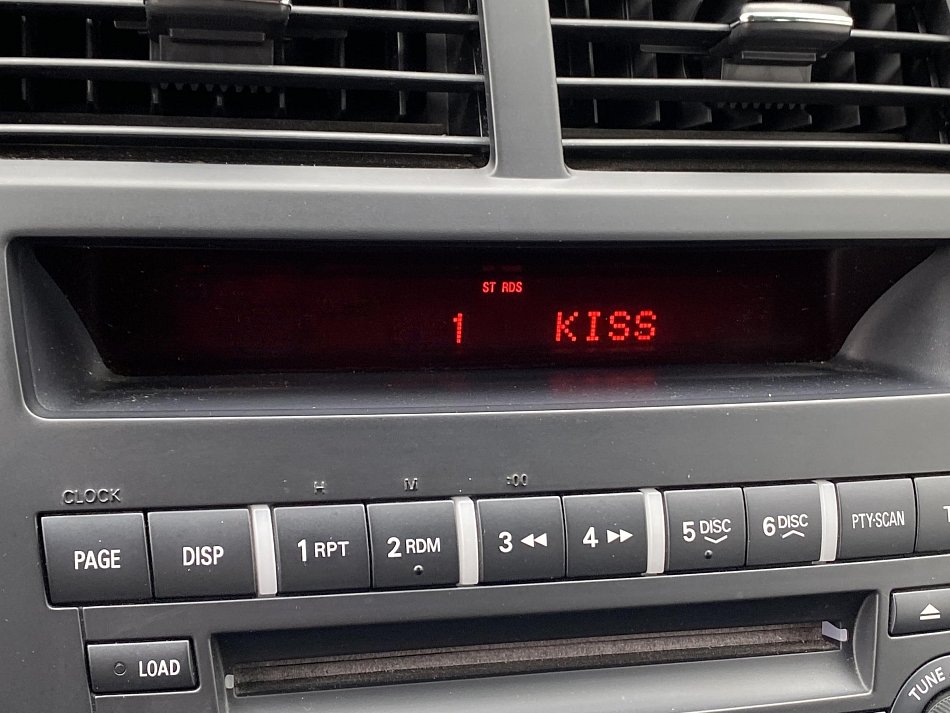 ST RDS
1 KISS
CLOCK H M :00
PAGE DISP 1 RPT 2 RDM 3 ◀◀ 4 ▶▶ 5 DISC 6 DISC PTY·SCAN
LOAD
TUNE